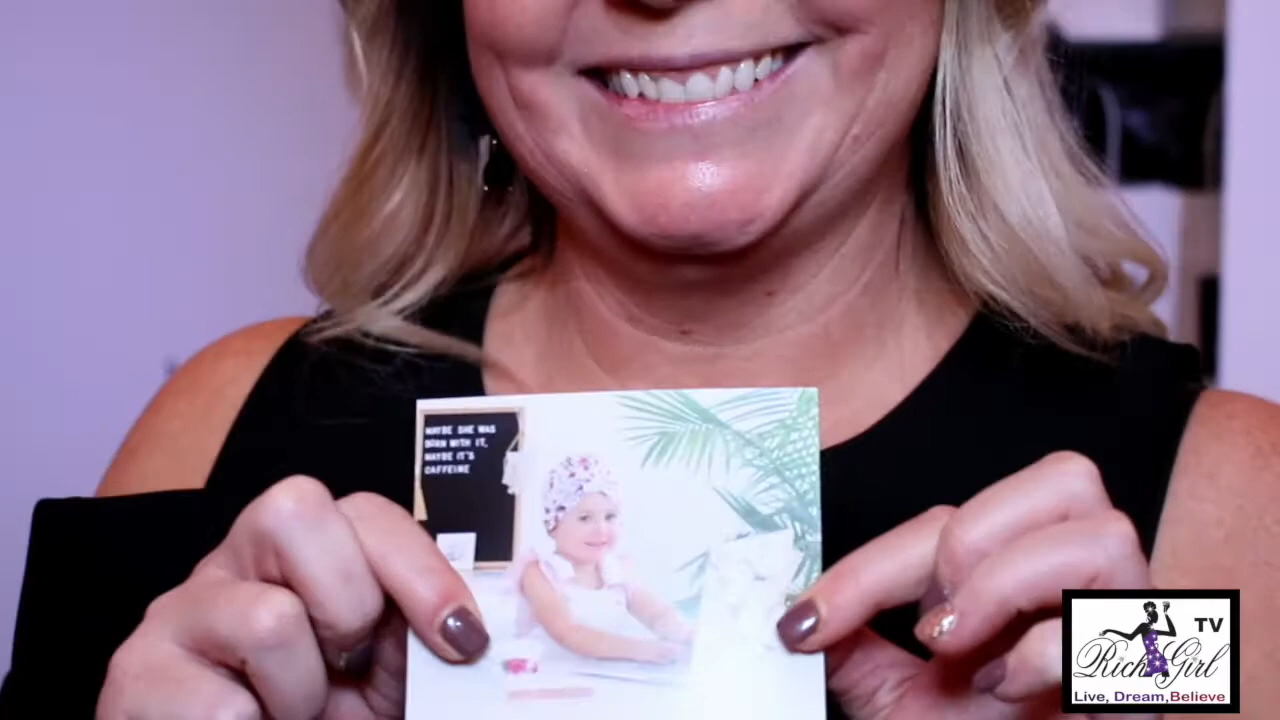 MAYBE SHE WAS
BORN WITH IT,
MAYBE IT'S
CAFFEINE
TV
Rich Girl
Live, Dream,Believe